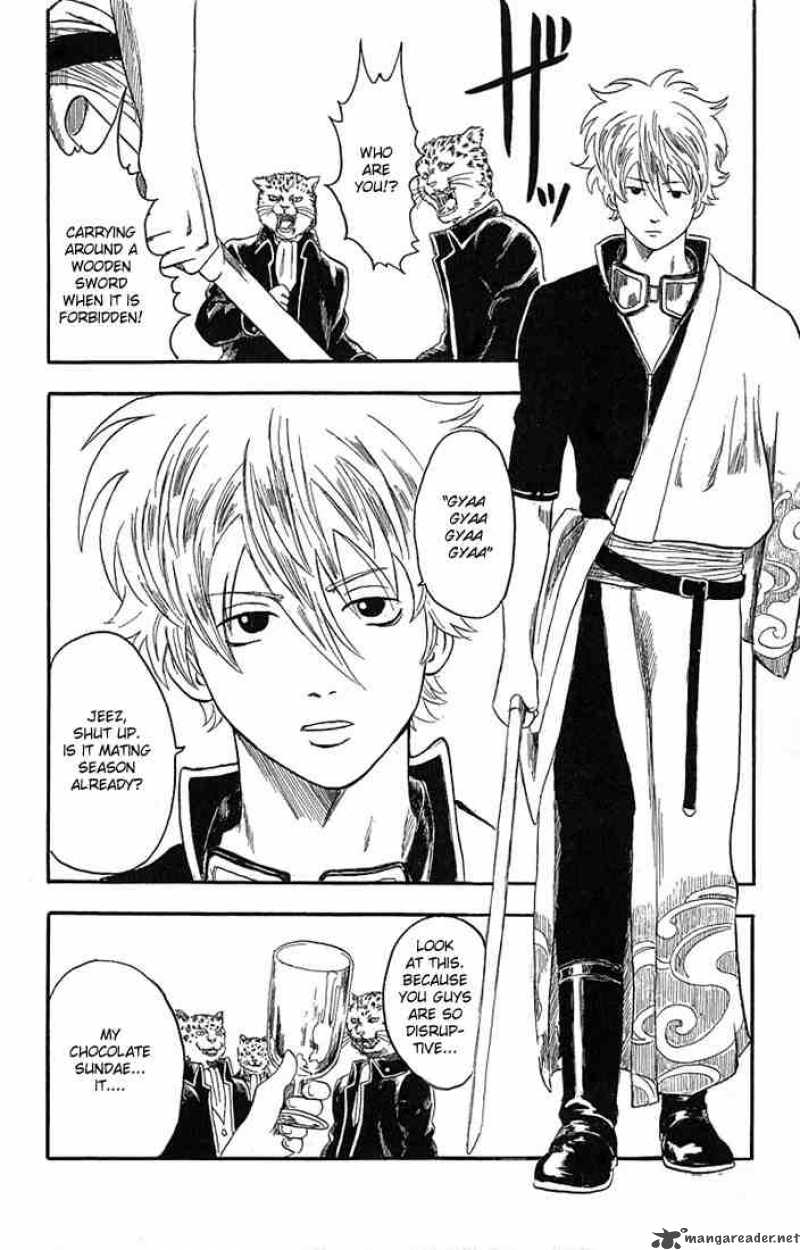 ザッ
WHO
ARE
YOU!?
CARRYING
AROUND A
WOODEN
SWORD
WHEN IT IS
FORBIDDEN!
"GYAA
GYAA
GYAA
GYAA"
JEEZ,
SHUT UP.
IS IT MATING
SEASON
ALREADY?
LOOK
AT THIS.
BECAUSE
YOU GUYS
ARE SO
DISRUP-
TIVE...
MY
CHOCOLATE
SUNDAE...
IT....
mangareader.net